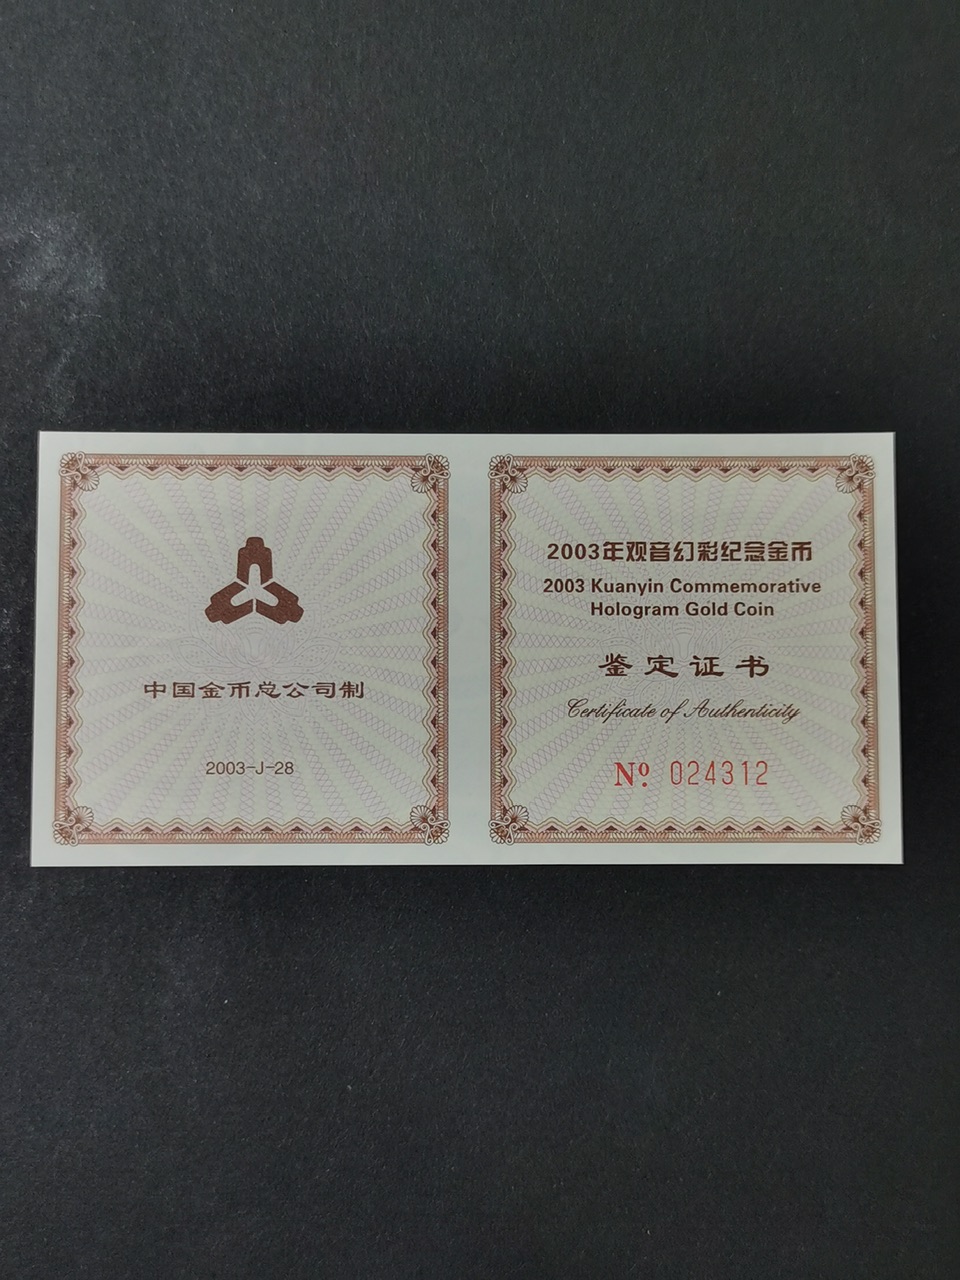 中国金币总公司制
2003-J-28
2003年观音幻彩纪念金币
2003 Kuanyin Commemorative
Hologram Gold Coin
鉴定证书
Certificate of Authenticity
Nº 024312